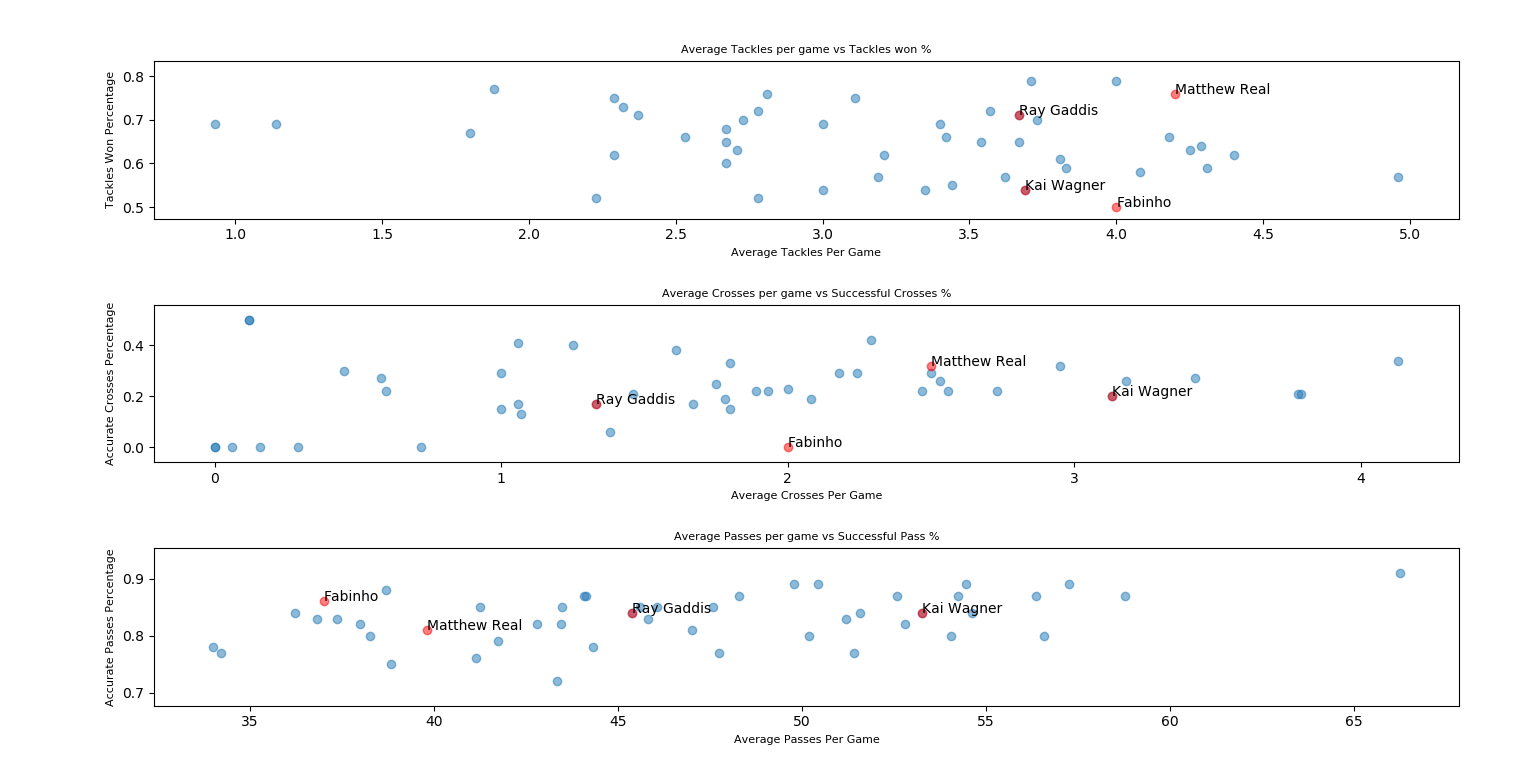 Average Tackles per game vs Tackles won %
Tackles Won Percentage
0.8
0.7
0.6
0.5
Matthew Real
Ray Gaddis
Kai Wagner
Fabinho
1.0 1.5 2.0 2.5 3.0 3.5 4.0 4.5 5.0
Average Tackles Per Game
Average Crosses per game vs Successful Crosses %
Accurate Crosses Percentage
0.4
0.2
0.0
Matthew Real
Kai Wagner
Ray Gaddis
Fabinho
0 1 2 3 4
Average Crosses Per Game
Average Passes per game vs Successful Pass %
Accurate Passes Percentage
0.9
0.8
0.7
Fabinho
Ray Gaddis
Kai Wagner
Matthew Real
35 40 45 50 55 60 65
Average Passes Per Game